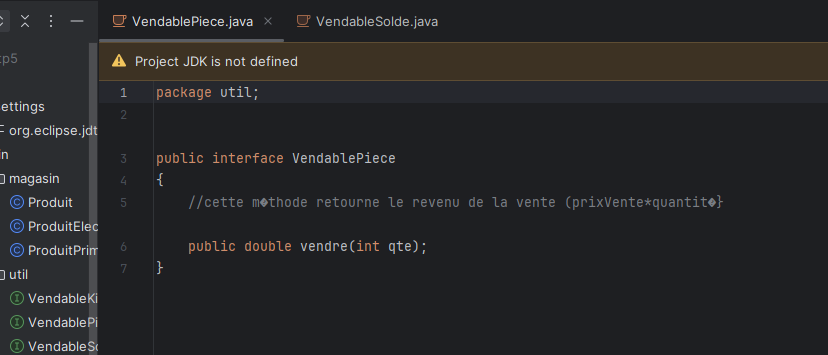 VendablePiece.java
VendableSolde.java
tp5
Project JDK is not defined
ettings
org.eclipse.jdt
in
magasin
Produit
ProduitElec
ProduitPrim
util
VendableKi
VendablePi
VendableSo
1 package util;
2
3 public interface VendablePiece
4 {
5 //cette m�thode retourne le revenu de la vente (prixVente*quantit�}
6 public double vendre(int qte);
7 }